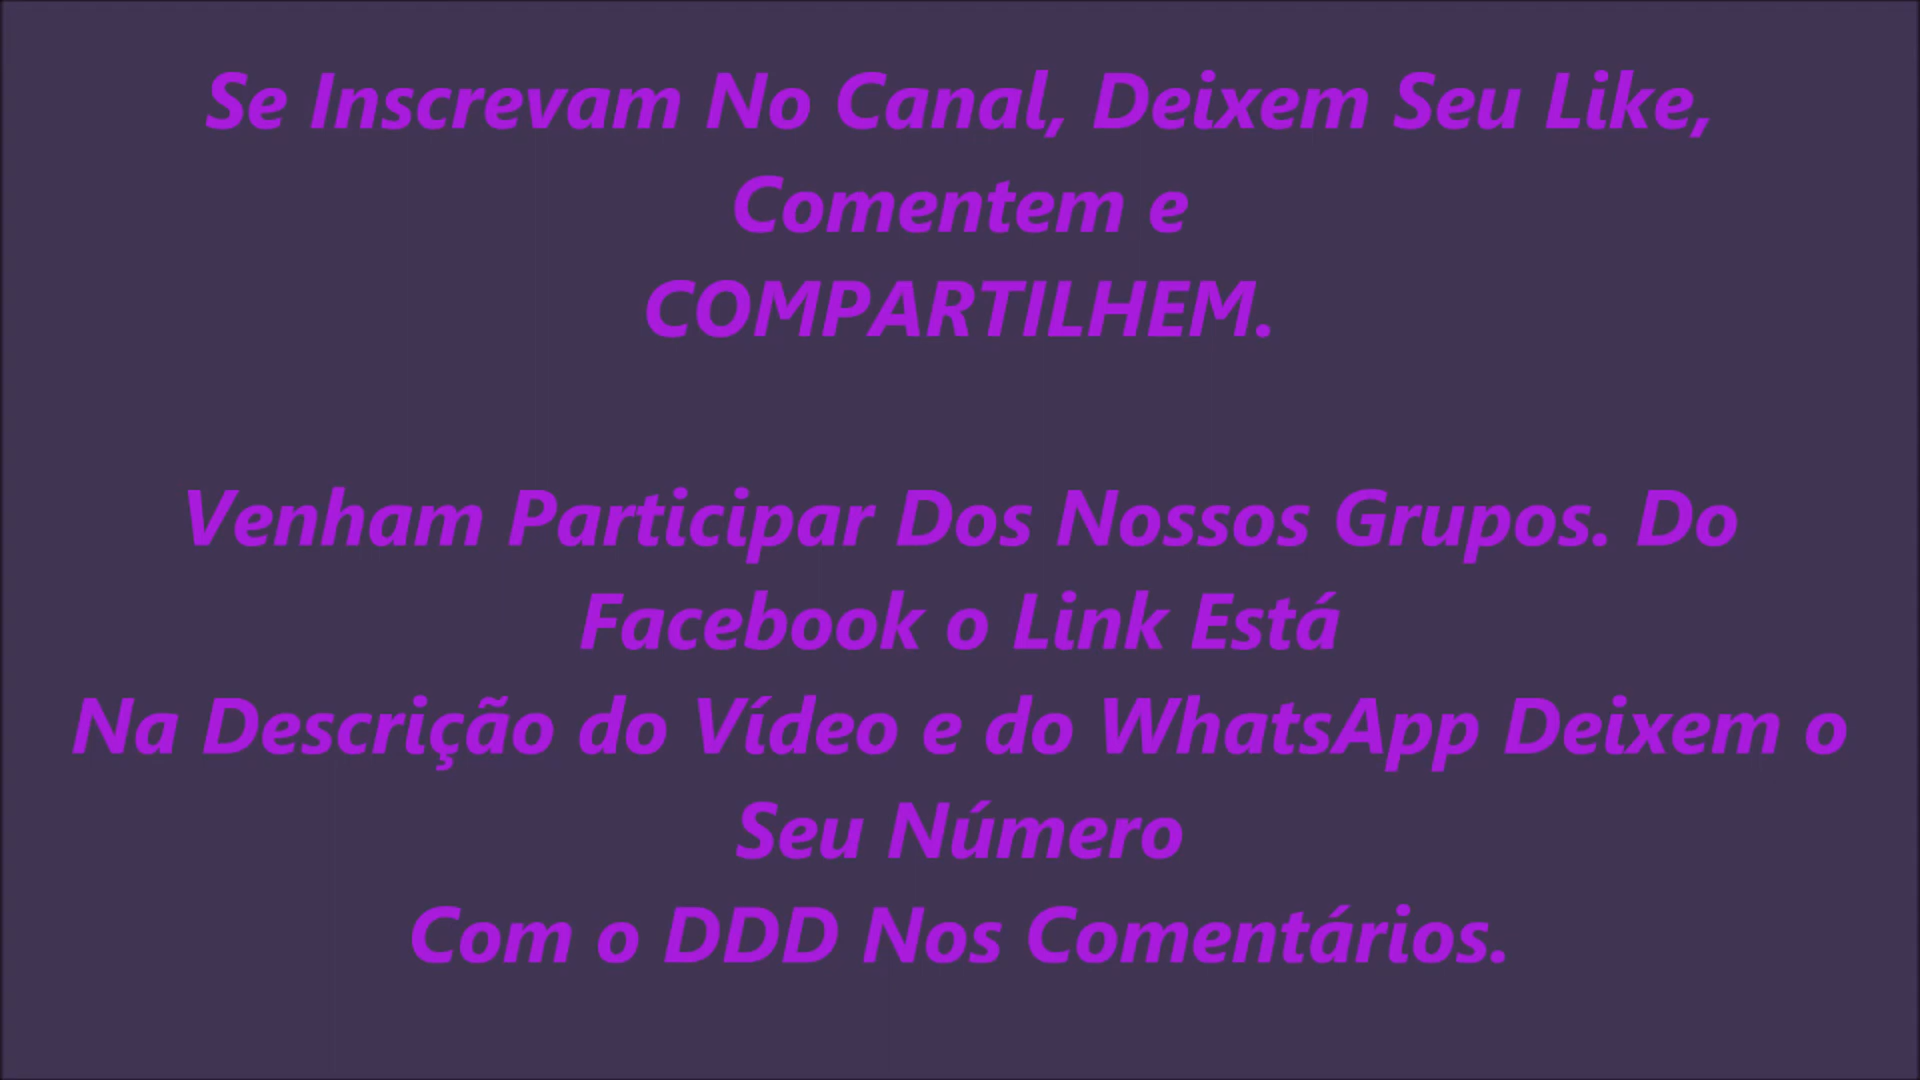 Se Inscrevam No Canal, Deixem Seu Like,
Comentem e
COMPARTILHEM.
Venham Participar Dos Nossos Grupos. Do
Facebook o Link Está
Na Descrição do Vídeo e do WhatsApp Deixem o
Seu Número
Com o DDD Nos Comentários.